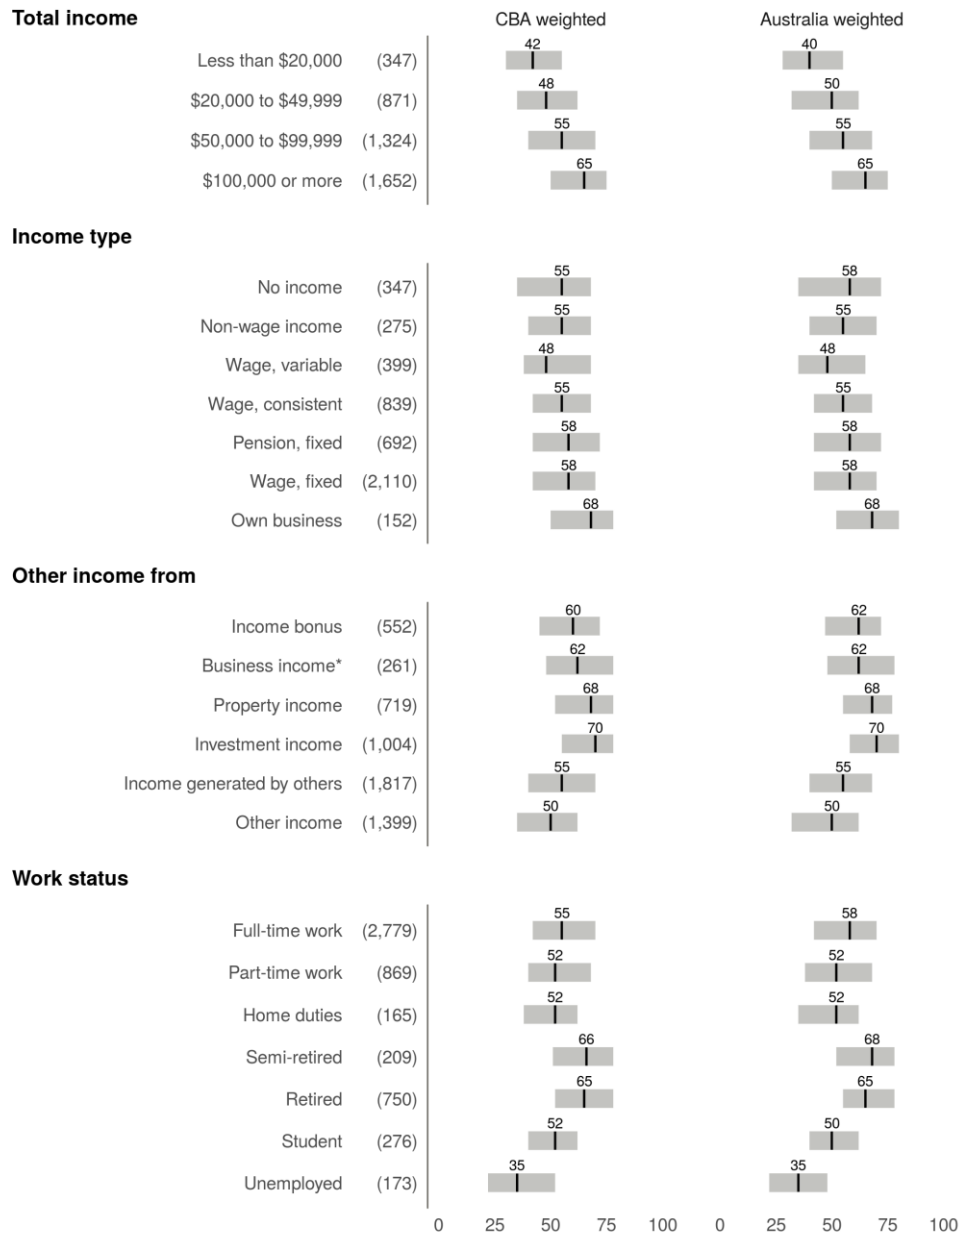 Total income CBA weighted Australia weighted
42 40
Less than $20,000 (347)
48 50
$20,000 to $49,999 (871)
55 55
$50,000 to $99,999 (1,324)
65 65
$100,000 or more (1,652)
Income type
55 58
No income (347)
55 55
Non-wage income (275)
48 48
Wage, variable (399)
55 55
Wage, consistent (839)
58 58
Pension, fixed (692)
58 58
Wage, fixed (2,110)
68 68
Own business (152)
Other income from
60 62
Income bonus (552)
62 62
Business income* (261)
68 68
Property income (719)
70 70
Investment income (1,004)
55 55
Income generated by others (1,817)
50 50
Other income (1,399)
Work status
55 58
Full-time work (2,779)
52 52
Part-time work (869)
52 52
Home duties (165)
66 68
Semi-retired (209)
65 65
Retired (750)
52 50
Student (276)
35 35
Unemployed (173)
0 25 50 75 100 0 25 50 75 100